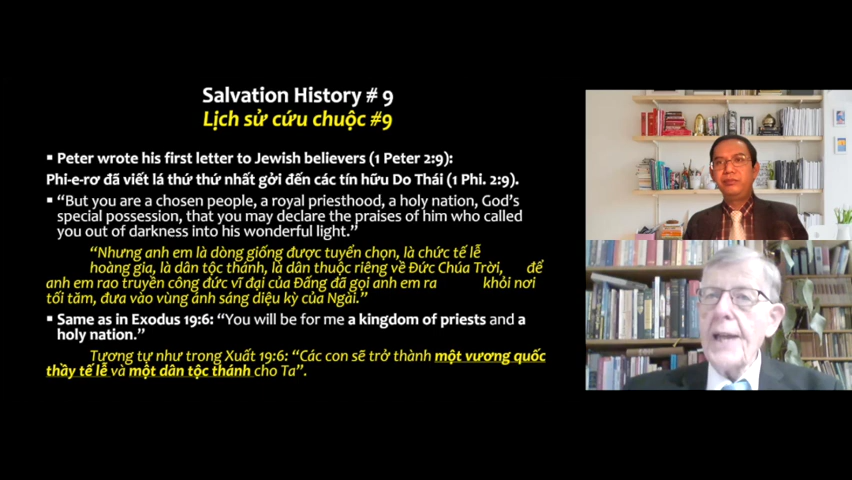 Salvation History # 9
Lịch sử cứu chuộc #9
▪ Peter wrote his first letter to Jewish believers (1 Peter 2:9):
Phi-e-rơ đã viết lá thứ thứ nhất gởi đến các tín hữu Do Thái (1 Phi. 2:9).
▪ “But you are a chosen people, a royal priesthood, a holy nation, God’s
special possession, that you may declare the praises of him who called
you out of darkness into his wonderful light.”
“Nhưng anh em là dòng giống được tuyển chọn, là chức tế lễ
hoàng gia, là dân tộc thánh, là dân thuộc riêng về Đức Chúa Trời, để
anh em rao truyền công đức vĩ đại của Đấng đã gọi anh em ra khỏi nơi
tối tăm, đưa vào vùng ánh sáng diệu kỳ của Ngài.”
▪ Same as in Exodus 19:6: “You will be for me a kingdom of priests and a
holy nation.”
Tương tự như trong Xuất 19:6: “Các con sẽ trở thành một vương quốc
thầy tế lễ và một dân tộc thánh cho Ta”.